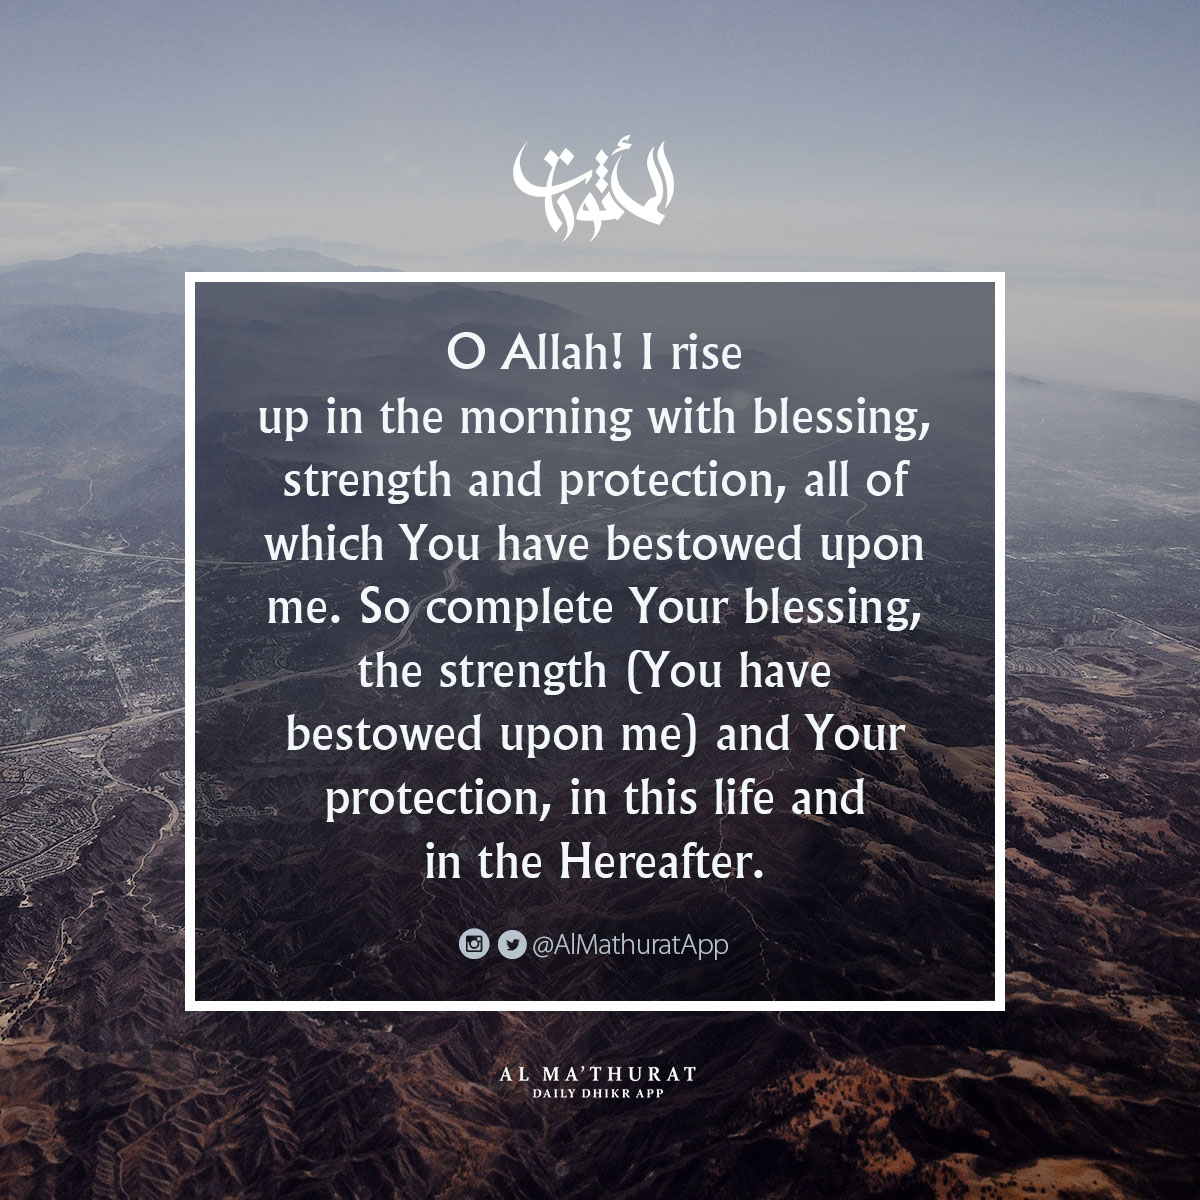 المأثورات
O Allah! I rise
up in the morning with blessing,
strength and protection, all of
which You have bestowed upon
me. So complete Your blessing,
the strength (You have
bestowed upon me) and Your
protection, in this life and
in the Hereafter.
@AlMathuratApp
AL MA'THURAT
DAILY DHIKR APP